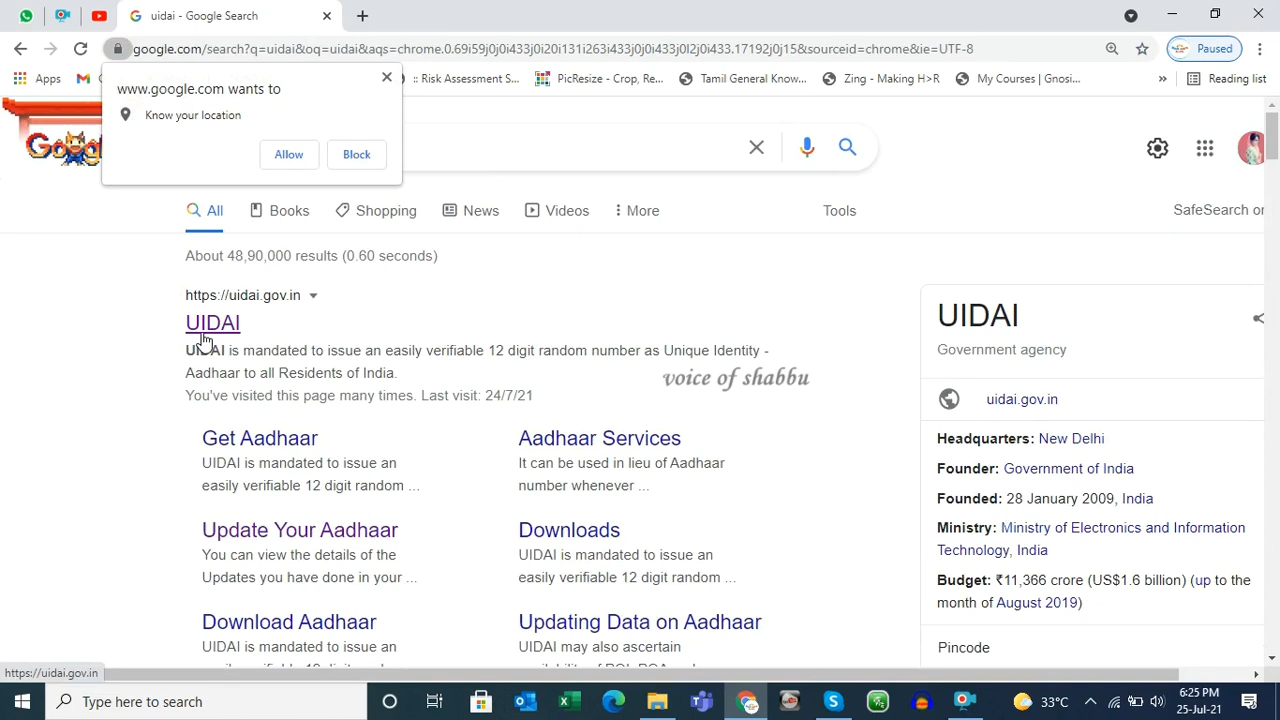 uidai - Google Search
google.com/search?q=uidai&oq=uidai&aqs=chrome.0.69i59j0j0i433j0i20i131i263i433j0j0i433j0l2j0i433.17192j0j15&sourceid=chrome&ie=UTF-8
Paused
Apps
:: Risk Assessment S...
PicResize - Crop, Re...
Tamil General Know...
Zing - Making H>R
My Courses | Gnosi...
»
Reading list
www.google.com wants to
Know your location
Allow
Block
All
Books
Shopping
News
Videos
More
Tools
SafeSearch on
About 48,90,000 results (0.60 seconds)
https://uidai.gov.in
UIDAI
UIDAI is mandated to issue an easily verifiable 12 digit random number as Unique Identity -
Aadhaar to all Residents of India.
You've visited this page many times. Last visit: 24/7/21
voice of shabbu
Get Aadhaar
UIDAI is mandated to issue an
easily verifiable 12 digit random ...
Aadhaar Services
It can be used in lieu of Aadhaar
number whenever ...
Update Your Aadhaar
You can view the details of the
Updates you have done in your ...
Downloads
UIDAI is mandated to issue an
easily verifiable 12 digit random ...
Download Aadhaar
UIDAI is mandated to issue an
Updating Data on Aadhaar
UIDAI may also ascertain
UIDAI
Government agency
uidai.gov.in
Headquarters: New Delhi
Founder: Government of India
Founded: 28 January 2009, India
Ministry: Ministry of Electronics and Information
Technology, India
Budget: ₹11,366 crore (US$1.6 billion) (up to the
month of August 2019)
Pincode
https://uidai.gov.in
Type here to search
33°C
6:25 PM
25-Jul-21